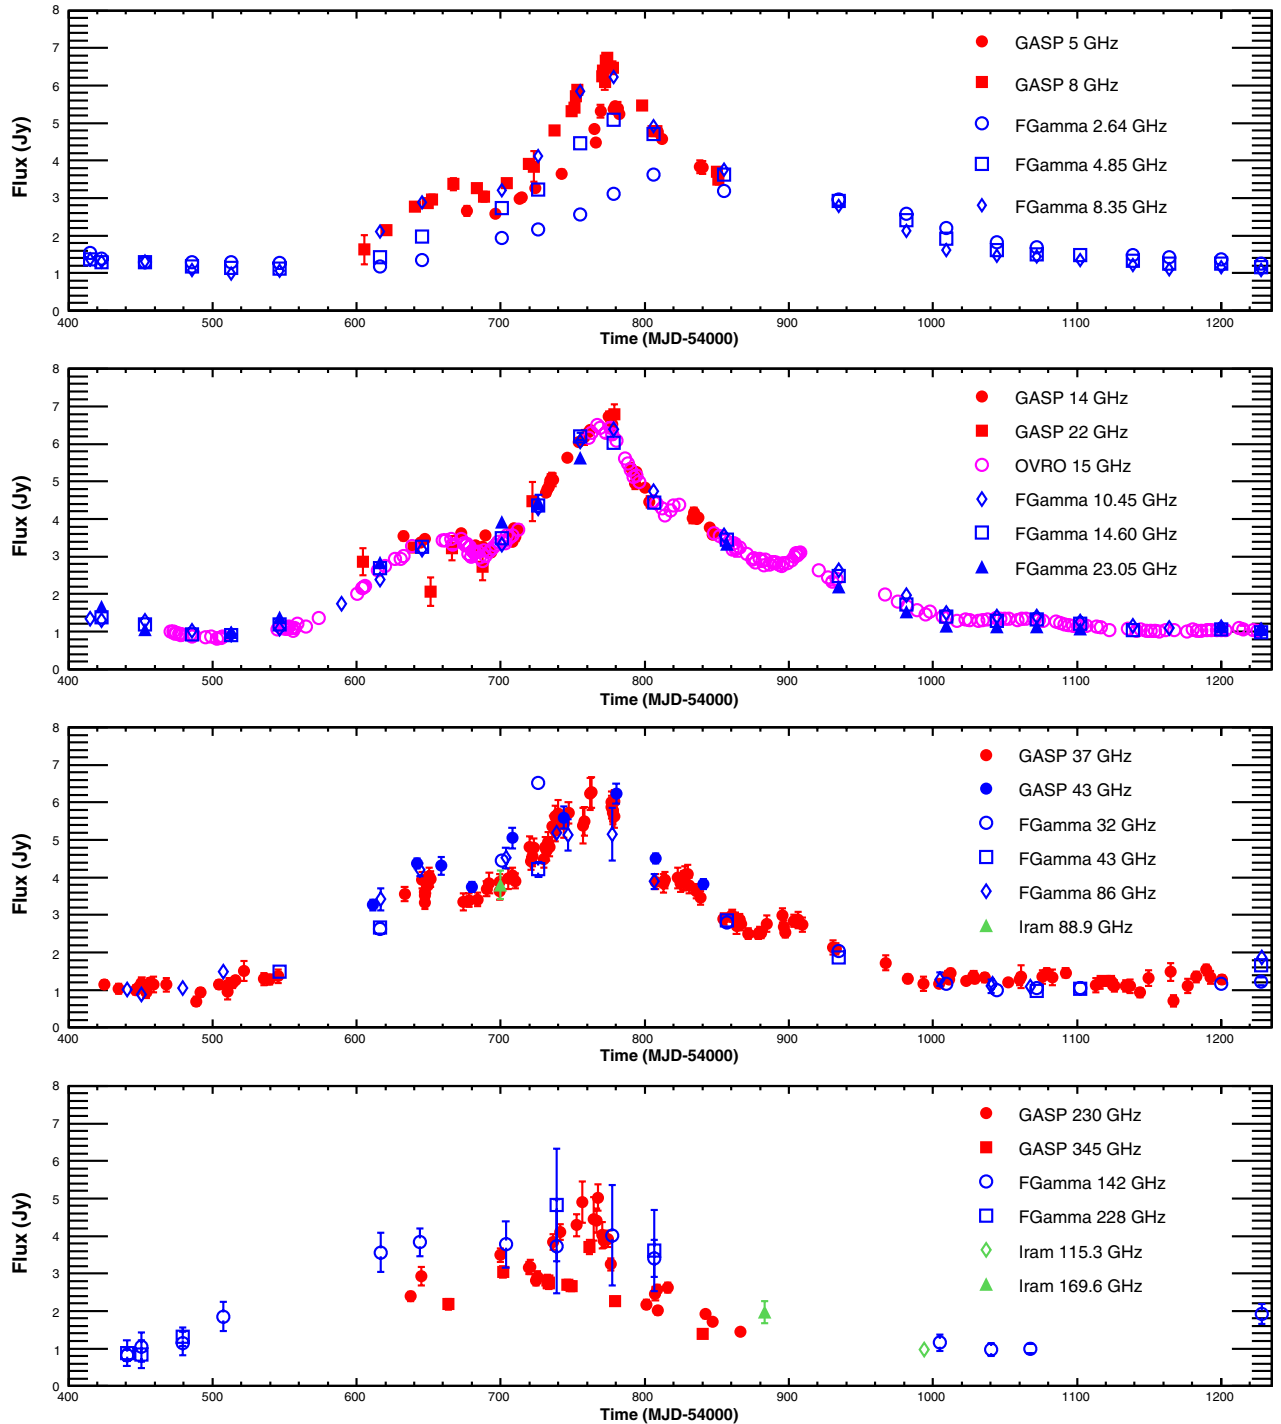 8
7
6
5
4
3
2
1
0
Flux (Jy)
GASP 5 GHz
GASP 8 GHz
FGamma 2.64 GHz
FGamma 4.85 GHz
FGamma 8.35 GHz
400 500 600 700 800 900 1000 1100 1200
Time (MJD-54000)
8
7
6
5
4
3
2
1
0
Flux (Jy)
GASP 14 GHz
GASP 22 GHz
OVRO 15 GHz
FGamma 10.45 GHz
FGamma 14.60 GHz
FGamma 23.05 GHz
400 500 600 700 800 900 1000 1100 1200
Time (MJD-54000)
8
7
6
5
4
3
2
1
0
Flux (Jy)
GASP 37 GHz
GASP 43 GHz
FGamma 32 GHz
FGamma 43 GHz
FGamma 86 GHz
Iram 88.9 GHz
400 500 600 700 800 900 1000 1100 1200
Time (MJD-54000)
8
7
6
5
4
3
2
1
0
Flux (Jy)
GASP 230 GHz
GASP 345 GHz
FGamma 142 GHz
FGamma 228 GHz
Iram 115.3 GHz
Iram 169.6 GHz
400 500 600 700 800 900 1000 1100 1200
Time (MJD-54000)